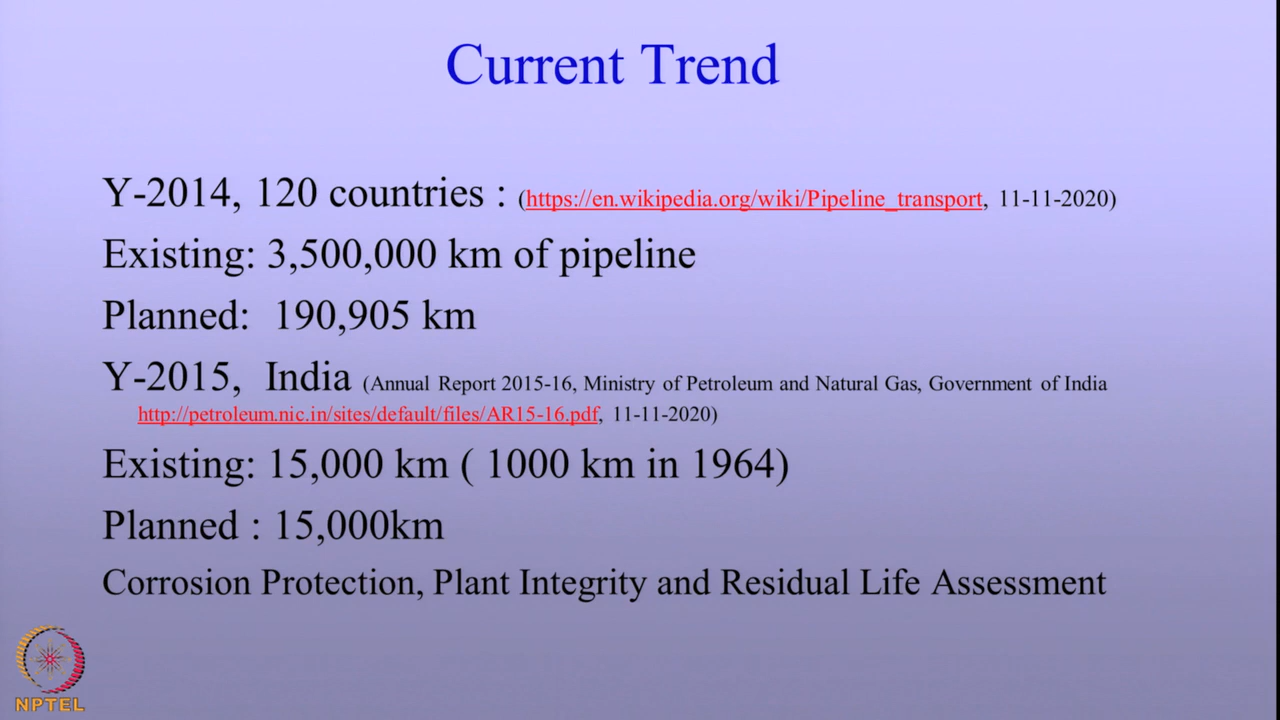 Current Trend
Y-2014, 120 countries : (https://en.wikipedia.org/wiki/Pipeline_transport, 11-11-2020)
Existing: 3,500,000 km of pipeline
Planned: 190,905 km
Y-2015, India (Annual Report 2015-16, Ministry of Petroleum and Natural Gas, Government of India
http://petroleum.nic.in/sites/default/files/AR15-16.pdf, 11-11-2020)
Existing: 15,000 km ( 1000 km in 1964)
Planned : 15,000km
Corrosion Protection, Plant Integrity and Residual Life Assessment
NPTEL